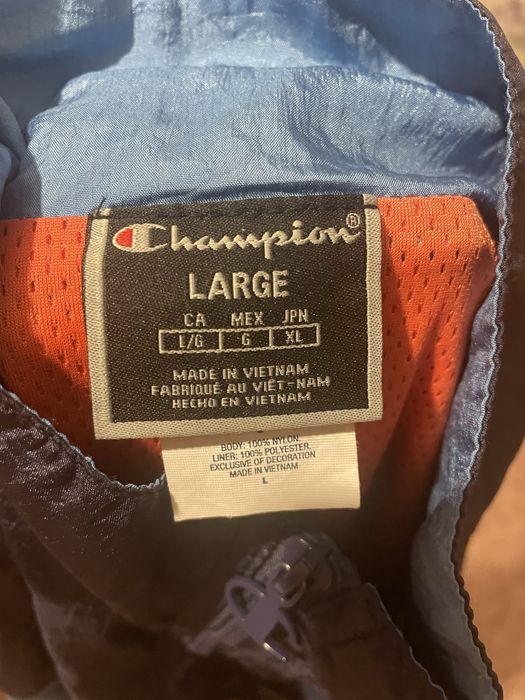 Champion®
LARGE
CA MEX JPN
L/G G XL
MADE IN VIETNAM
FABRIQUÉ AU VIÊT-NAM
HECHO EN VIETNAM
BODY: 100% NYLON.
LINER: 100% POLYESTER.
EXCLUSIVE OF DECORATION
MADE IN VIETNAM
L